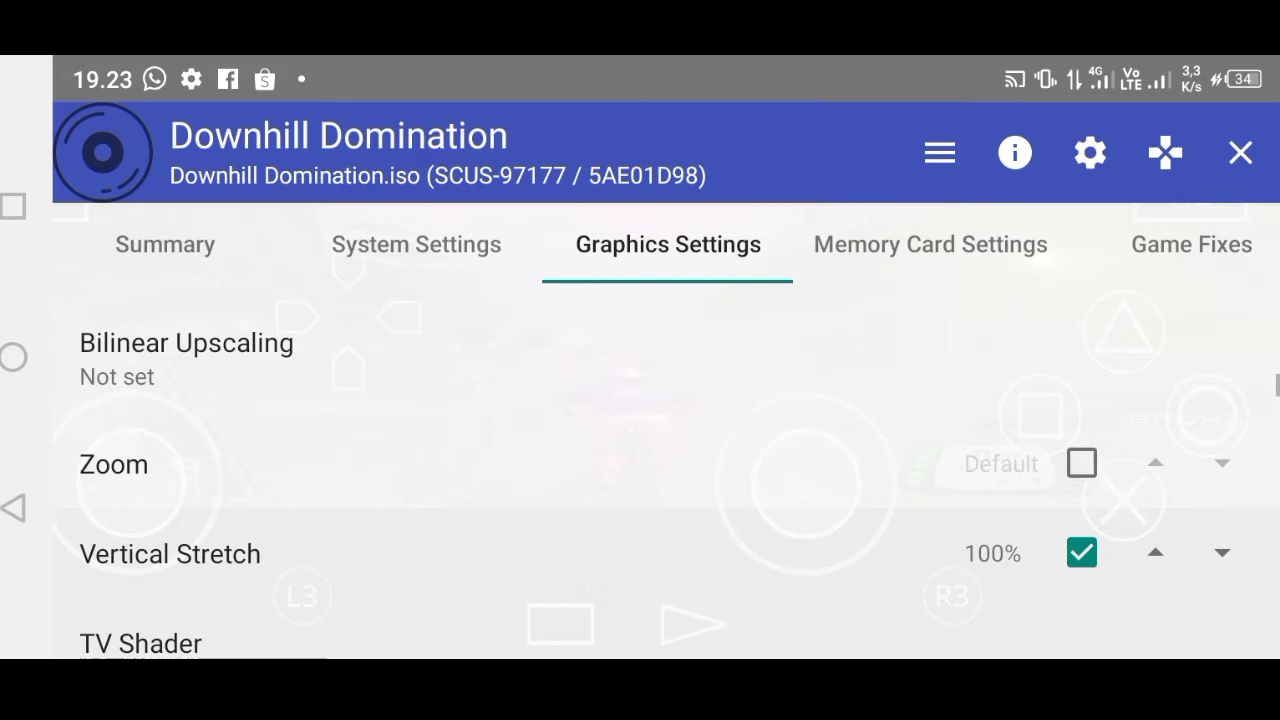 19.23
4G
Vo
LTE
3,3
K/s
34
Downhill Domination
Downhill Domination.iso (SCUS-97177 / 5AE01D98)
Summary System Settings Graphics Settings Memory Card Settings Game Fixes
Bilinear Upscaling
Not set
Zoom Default
Vertical Stretch 100%
L3 R3
TV Shader